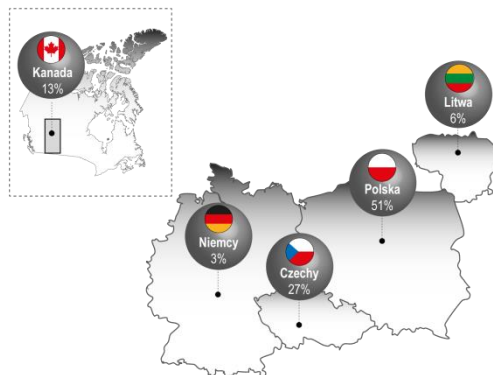 Kanada
13%
Litwa
6%
Polska
51%
Niemcy
3%
Czechy
27%